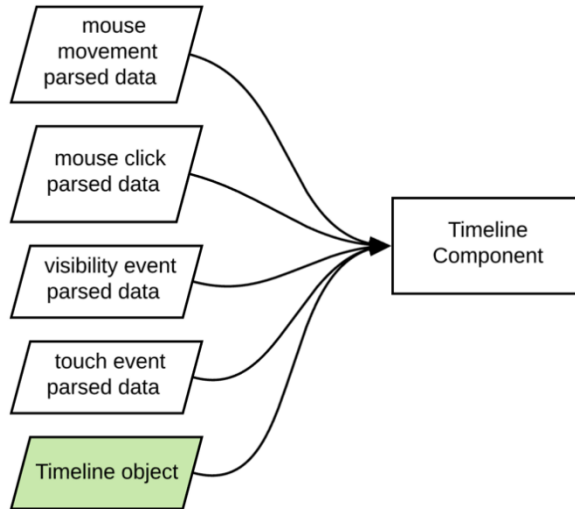 mouse
movement
parsed data
mouse click
parsed data
visibility event
parsed data
touch event
parsed data
Timeline object
Timeline
Component